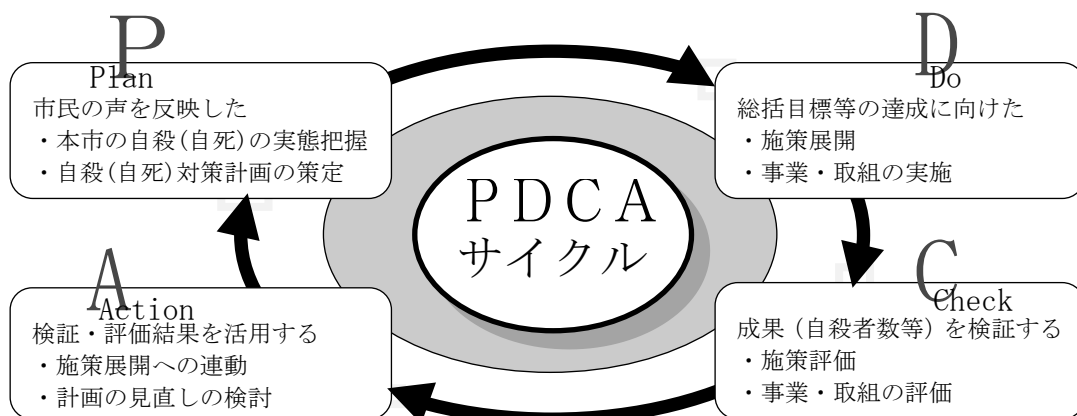 P
Plan
市民の声を反映した
・本市の自殺(自死)の実態把握
・自殺(自死)対策計画の策定
D
Do
総括目標等の達成に向けた
・施策展開
・事業・取組の実施
PDCA
サイクル
A
Action
検証・評価結果を活用する
・施策展開への連動
・計画の見直しの検討
C
Check
成果（自殺者数等）を検証する
・施策評価
・事業・取組の評価